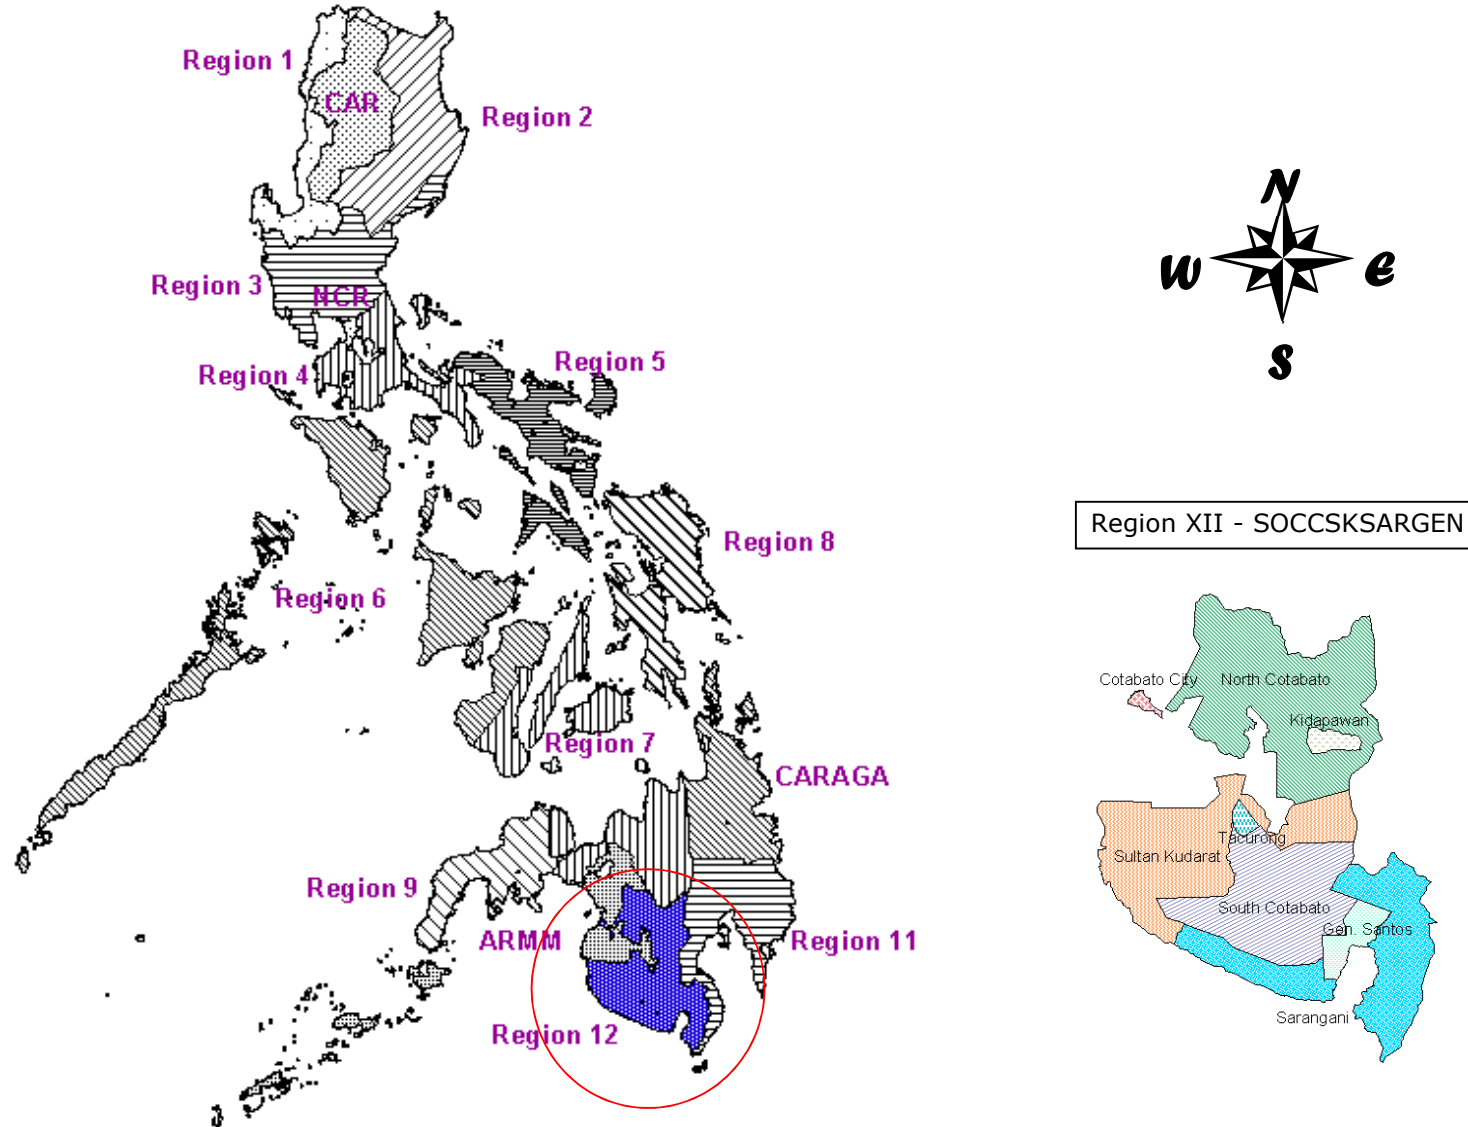 Region 1
CAR
Region 2
Region 3
NCR
Region 4
Region 5
Region 8
Region 6
Region 7
CARAGA
Region 9
ARMM
Region 11
Region 12
N
W
E
S
Region XII - SOCCSKSARGEN
Cotabato City
North Cotabato
Kidapawan
Tacurong
Sultan Kudarat
South Cotabato
Gen. Santos
Sarangani